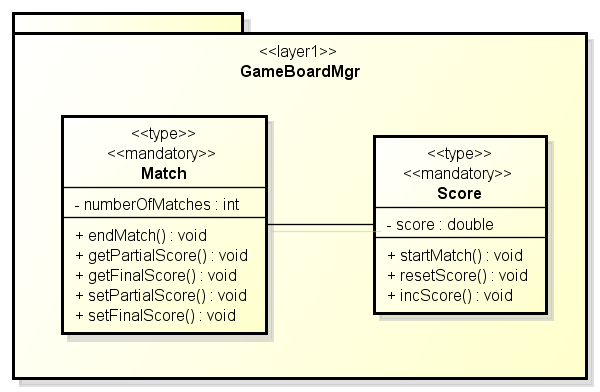 <<layer1>>
GameBoardMgr
<<type>>
<<mandatory>>
Match
- numberOfMatches : int
+ endMatch() : void
+ getPartialScore() : void
+ getFinalScore() : void
+ setPartialScore() : void
+ setFinalScore() : void
<<type>>
<<mandatory>>
Score
- score : double
+ startMatch() : void
+ resetScore() : void
+ incScore() : void